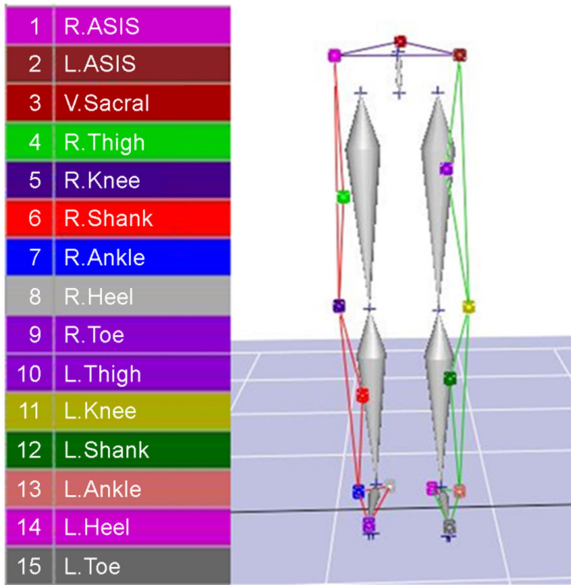 1 R.ASIS
2 L.ASIS
3 V.Sacral
4 R.Thigh
5 R.Knee
6 R.Shank
7 R.Ankle
8 R.Heel
9 R.Toe
10 L.Thigh
11 L.Knee
12 L.Shank
13 L.Ankle
14 L.Heel
15 L.Toe